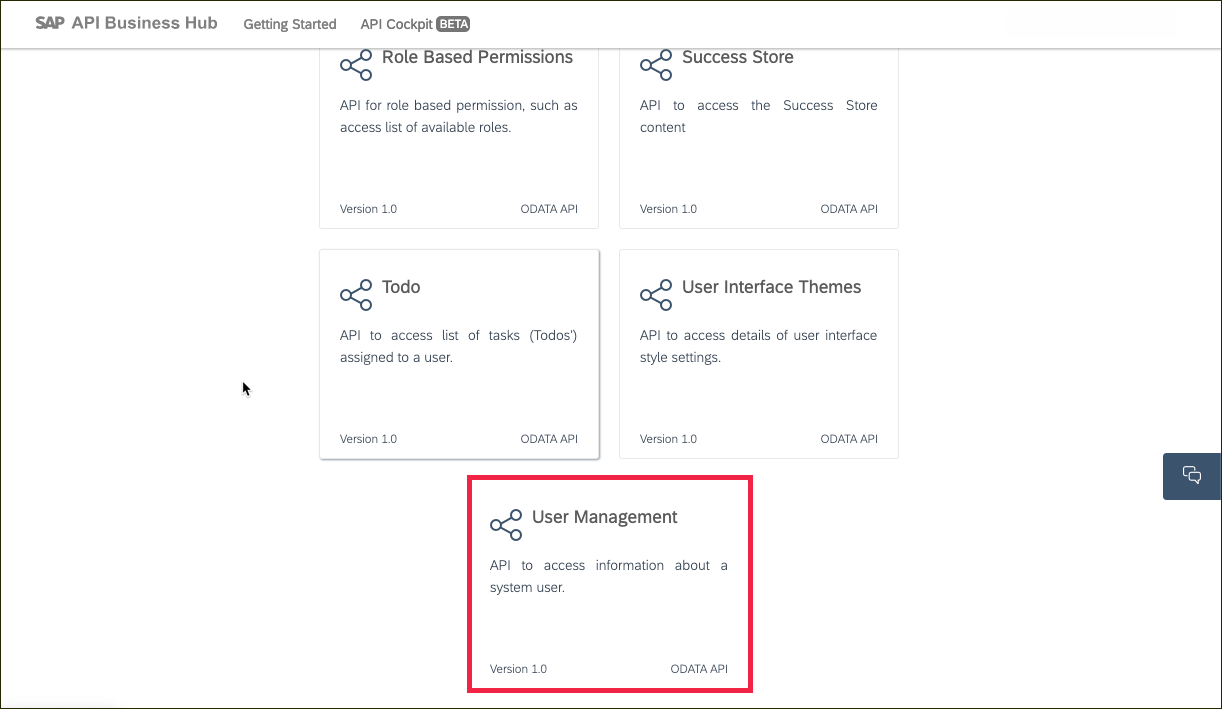 SAP API Business Hub Getting Started API Cockpit BETA
Role Based Permissions
API for role based permission, such as
access list of available roles.
Version 1.0 ODATA API
Success Store
API to access the Success Store
content
Version 1.0 ODATA API
Todo
API to access list of tasks (Todos')
assigned to a user.
Version 1.0 ODATA API
User Interface Themes
API to access details of user interface
style settings.
Version 1.0 ODATA API
User Management
API to access information about a
system user.
Version 1.0 ODATA API